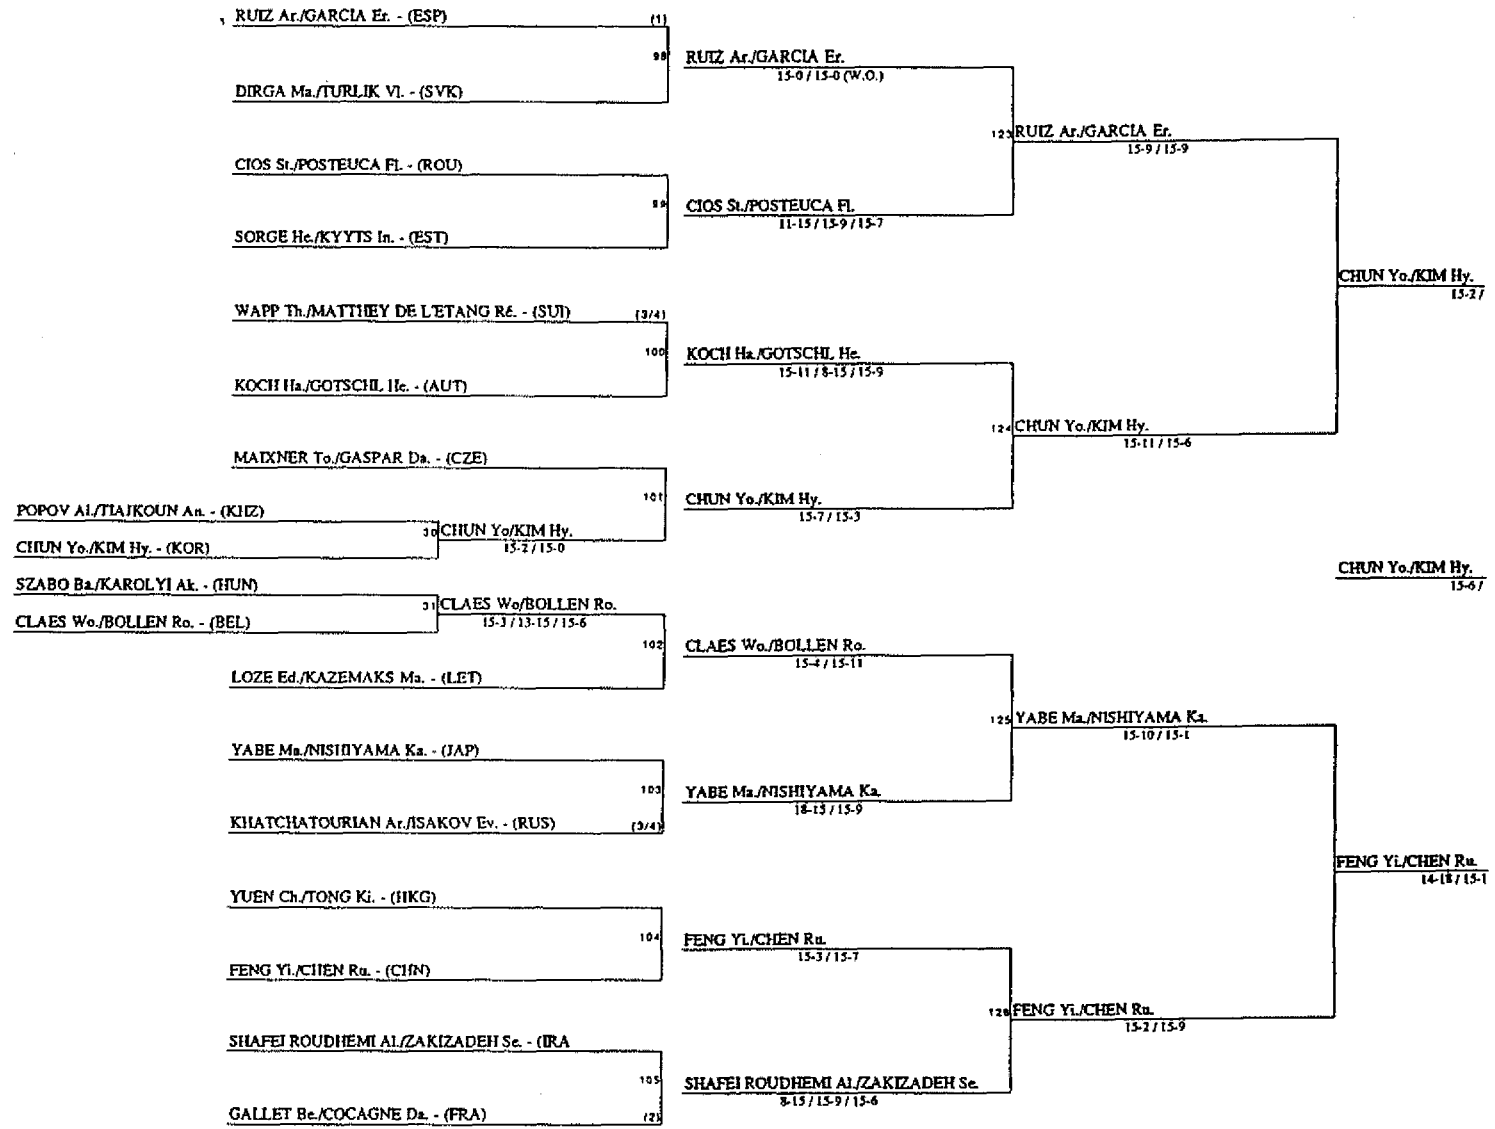 1 RUIZ Ar./GARCIA Er. - (ESP) (1)
98 RUIZ Ar./GARCIA Er.
15-0 / 15-0 (W.O.)
DIRGA Ma./TURLIK Vl. - (SVK)
123 RUIZ Ar./GARCIA Er.
15-9 / 15-9
CIOS St./POSTEUCA Fl. - (ROU)
99 CIOS St./POSTEUCA Fl.
11-15 / 15-9 / 15-7
SORGE He./KYYTS In. - (EST)
CHUN Yo./KIM Hy.
15-2 /
WAPP Th./MATTHEY DE L'ETANG Ré. - (SUI) (3/4)
100 KOCH Ha./GOTSCHL He.
15-11 / 8-15 / 15-9
KOCH Ha./GOTSCHL He. - (AUT)
124 CHUN Yo./KIM Hy.
15-11 / 15-6
MAIXNER To./GASPAR Da. - (CZE)
101 CHUN Yo./KIM Hy.
15-7 / 15-3
POPOV Al./TIAJKOUN An. - (KHZ)
30 CHUN Yo/KIM Hy.
15-2 / 15-0
CHUN Yo./KIM Hy. - (KOR)
CHUN Yo./KIM Hy.
15-6 /
SZABO Ba./KAROLYI Ak. - (HUN)
31 CLAES Wo/BOLLEN Ro.
15-3 / 13-15 / 15-6
CLAES Wo./BOLLEN Ro. - (BEL)
102 CLAES Wo./BOLLEN Ro.
15-4 / 15-11
LOZE Ed./KAZEMAKS Ma. - (LET)
125 YABE Ma./NISHIYAMA Ka.
15-10 / 15-1
YABE Ma./NISHIYAMA Ka. - (JAP)
103 YABE Ma./NISHIYAMA Ka.
18-15 / 15-9
KHATCHATOURIAN Ar./ISAKOV Ev. - (RUS) (3/4)
FENG Yi./CHEN Ru.
14-18 / 15-1
YUEN Ch./TONG Ki. - (HKG)
104 FENG Yi./CHEN Ru.
15-3 / 15-7
FENG Yi./CHEN Ru. - (CHN)
126 FENG Yi./CHEN Ru.
15-2 / 15-9
SHAFEI ROUDHEMI Al./ZAKIZADEH Se. - (IRA
105 SHAFEI ROUDHEMI Al./ZAKIZADEH Se.
8-15 / 15-9 / 15-6
GALLET Be./COCAGNE Da. - (FRA) (2)